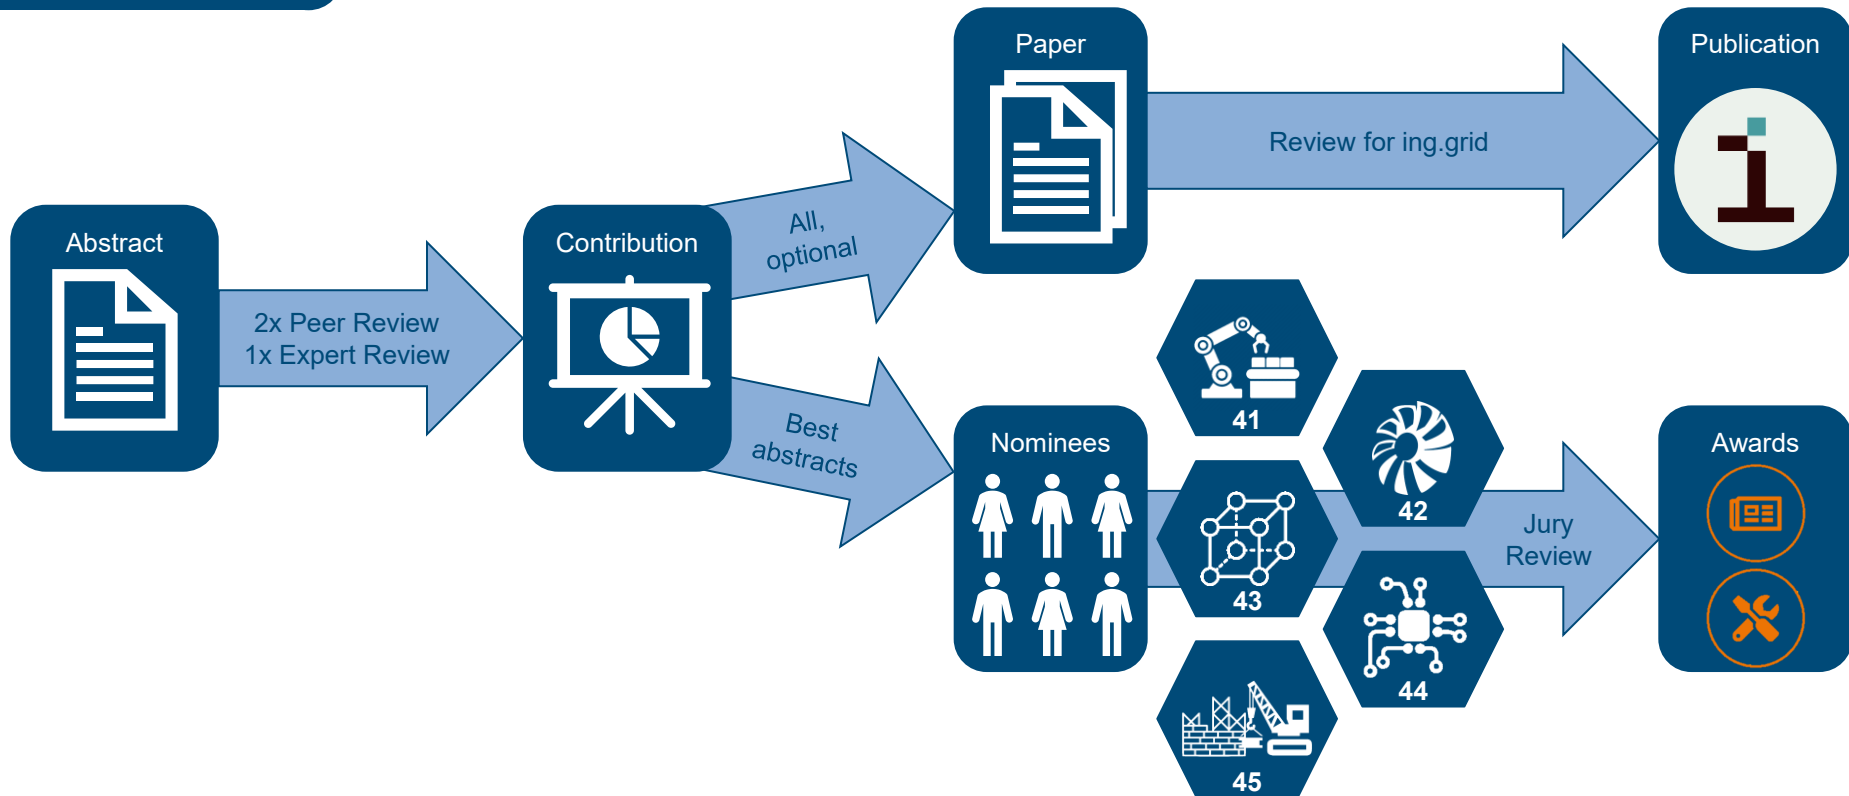 Abstract
2x Peer Review
1x Expert Review
Contribution
All,
optional
Best
abstracts
Paper
Review for ing.grid
Publication
Nominees
41
42
43
44
45
Jury
Review
Awards